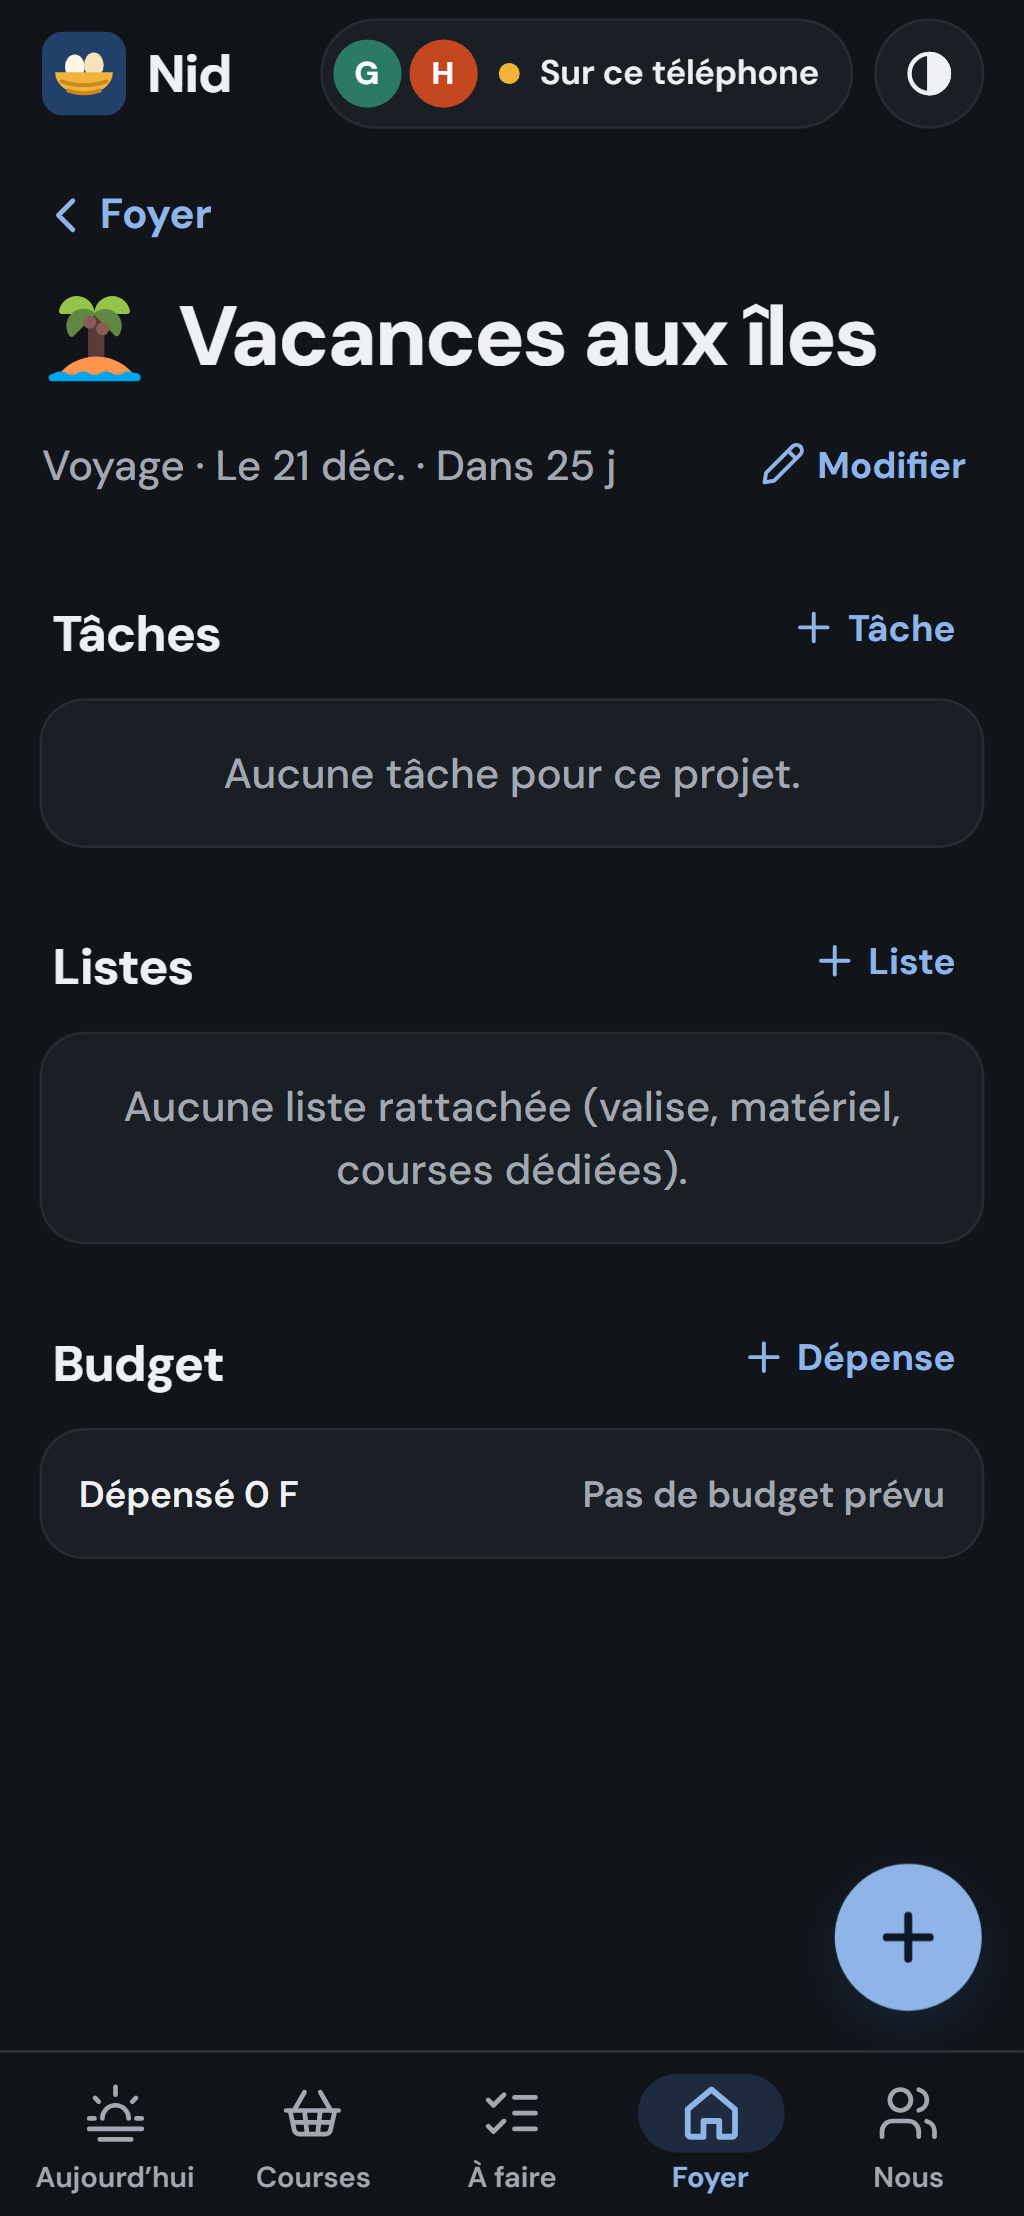 Nid
G H Sur ce téléphone
Foyer
Vacances aux îles
Voyage · Le 21 déc. · Dans 25 j
Modifier
Tâches
+ Tâche
Aucune tâche pour ce projet.
Listes
+ Liste
Aucune liste rattachée (valise, matériel,
courses dédiées).
Budget
+ Dépense
Dépensé 0 F
Pas de budget prévu
Aujourd’hui
Courses
À faire
Foyer
Nous